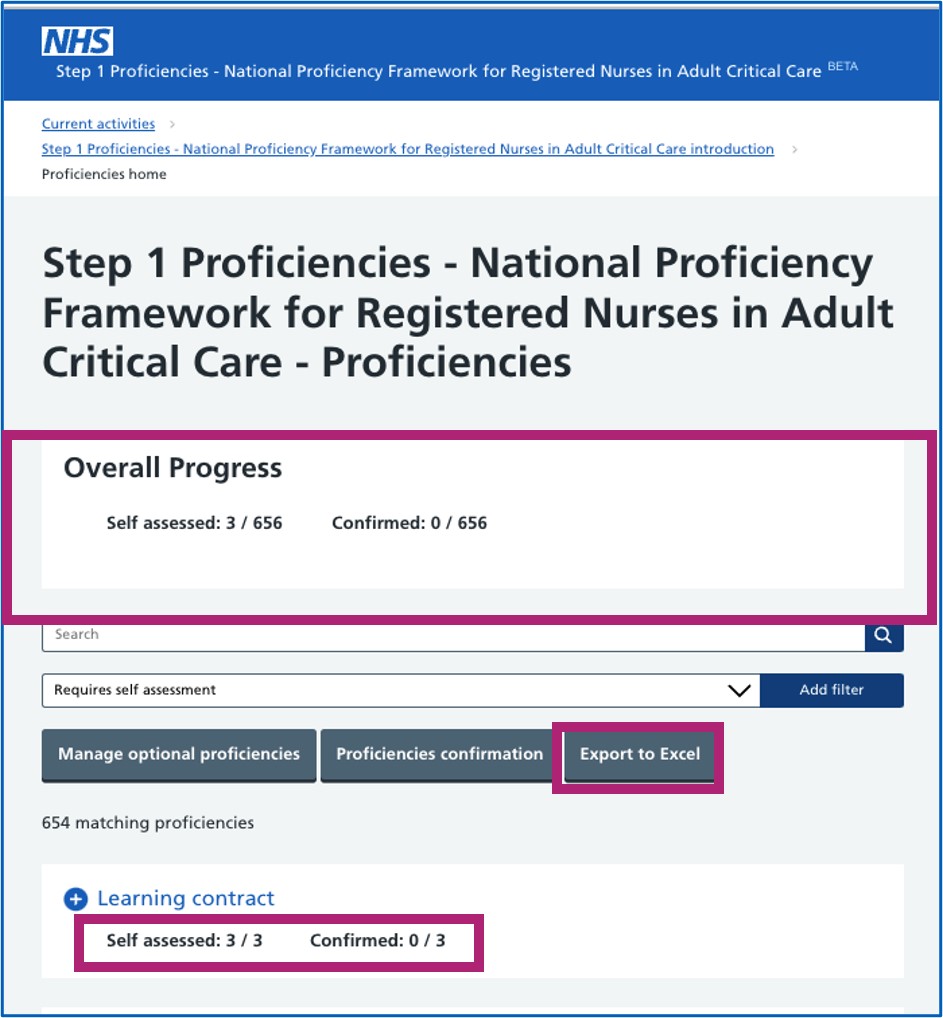 NHS
Step 1 Proficiencies - National Proficiency Framework for Registered Nurses in Adult Critical Care BETA
Current activities
Step 1 Proficiencies - National Proficiency Framework for Registered Nurses in Adult Critical Care introduction
Proficiencies home
Step 1 Proficiencies - National Proficiency
Framework for Registered Nurses in Adult
Critical Care - Proficiencies
Overall Progress
Self assessed: 3 / 656 Confirmed: 0 / 656
Search
Requires self assessment Add filter
Manage optional proficiencies Proficiencies confirmation Export to Excel
654 matching proficiencies
Learning contract
Self assessed: 3 / 3 Confirmed: 0 / 3